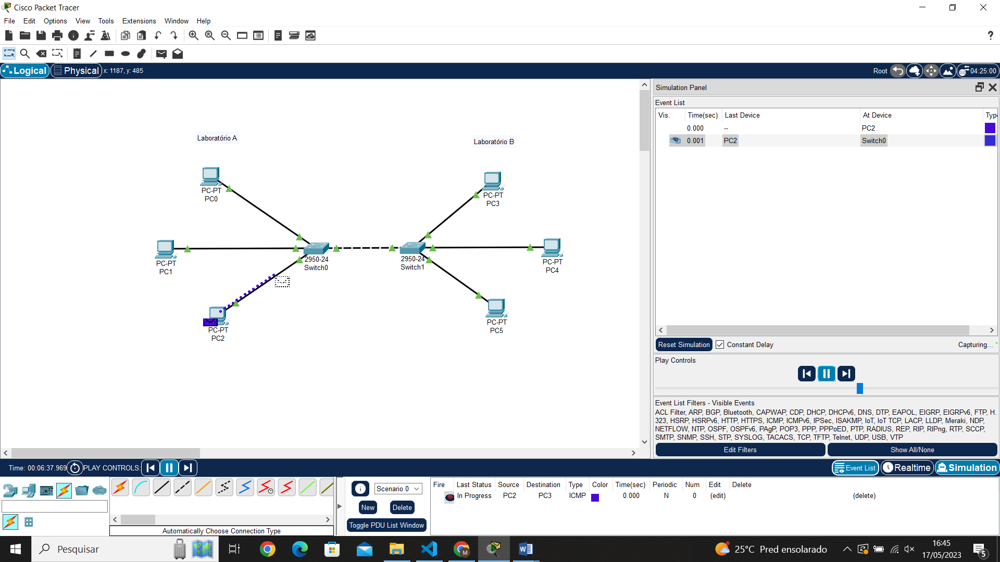 Cisco Packet Tracer
File Edit Options View Tools Extensions Window Help
?
Logical Physical x: 1187, y: 485 Root 04:25:00
Laboratório A
Laboratório B
PC-PT
PC0
PC-PT
PC3
PC-PT
PC1
2950-24
Switch0
2950-24
Switch1
PC-PT
PC4
PC-PT
PC2
PC-PT
PC5
Simulation Panel
Event List
Vis. Time(sec) Last Device At Device Type
0.000 -- PC2
0.001 PC2 Switch0
Reset Simulation Constant Delay Capturing...
Play Controls
Event List Filters - Visible Events
ACL Filter, ARP, BGP, Bluetooth, CAPWAP, CDP, DHCP, DHCPv6, DNS, DTP, EAPOL, EIGRP, EIGRPv6, FTP, H.
323, HSRP, HSRPv6, HTTP, HTTPS, ICMP, ICMPv6, IPSec, ISAKMP, IoT, IoT TCP, LACP, LLDP, Meraki, NDP,
NETFLOW, NTP, OSPF, OSPFv6, PAgP, POP3, PPP, PPPoED, PTP, RADIUS, REP, RIP, RIPng, RTP, SCCP,
SMTP, SNMP, SSH, STP, SYSLOG, TACACS, TCP, TFTP, Telnet, UDP, USB, VTP
Edit Filters Show All/None
Time: 00:06:37.969 PLAY CONTROLS: Event List Realtime Simulation
Scenario 0
New Delete
Toggle PDU List Window
Fire Last Status Source Destination Type Color Time(sec) Periodic Num Edit Delete
In Progress PC2 PC3 ICMP 0.000 N 0 (edit) (delete)
Automatically Choose Connection Type
Pesquisar
25°C Pred ensolarado
16:45
17/05/2023
5